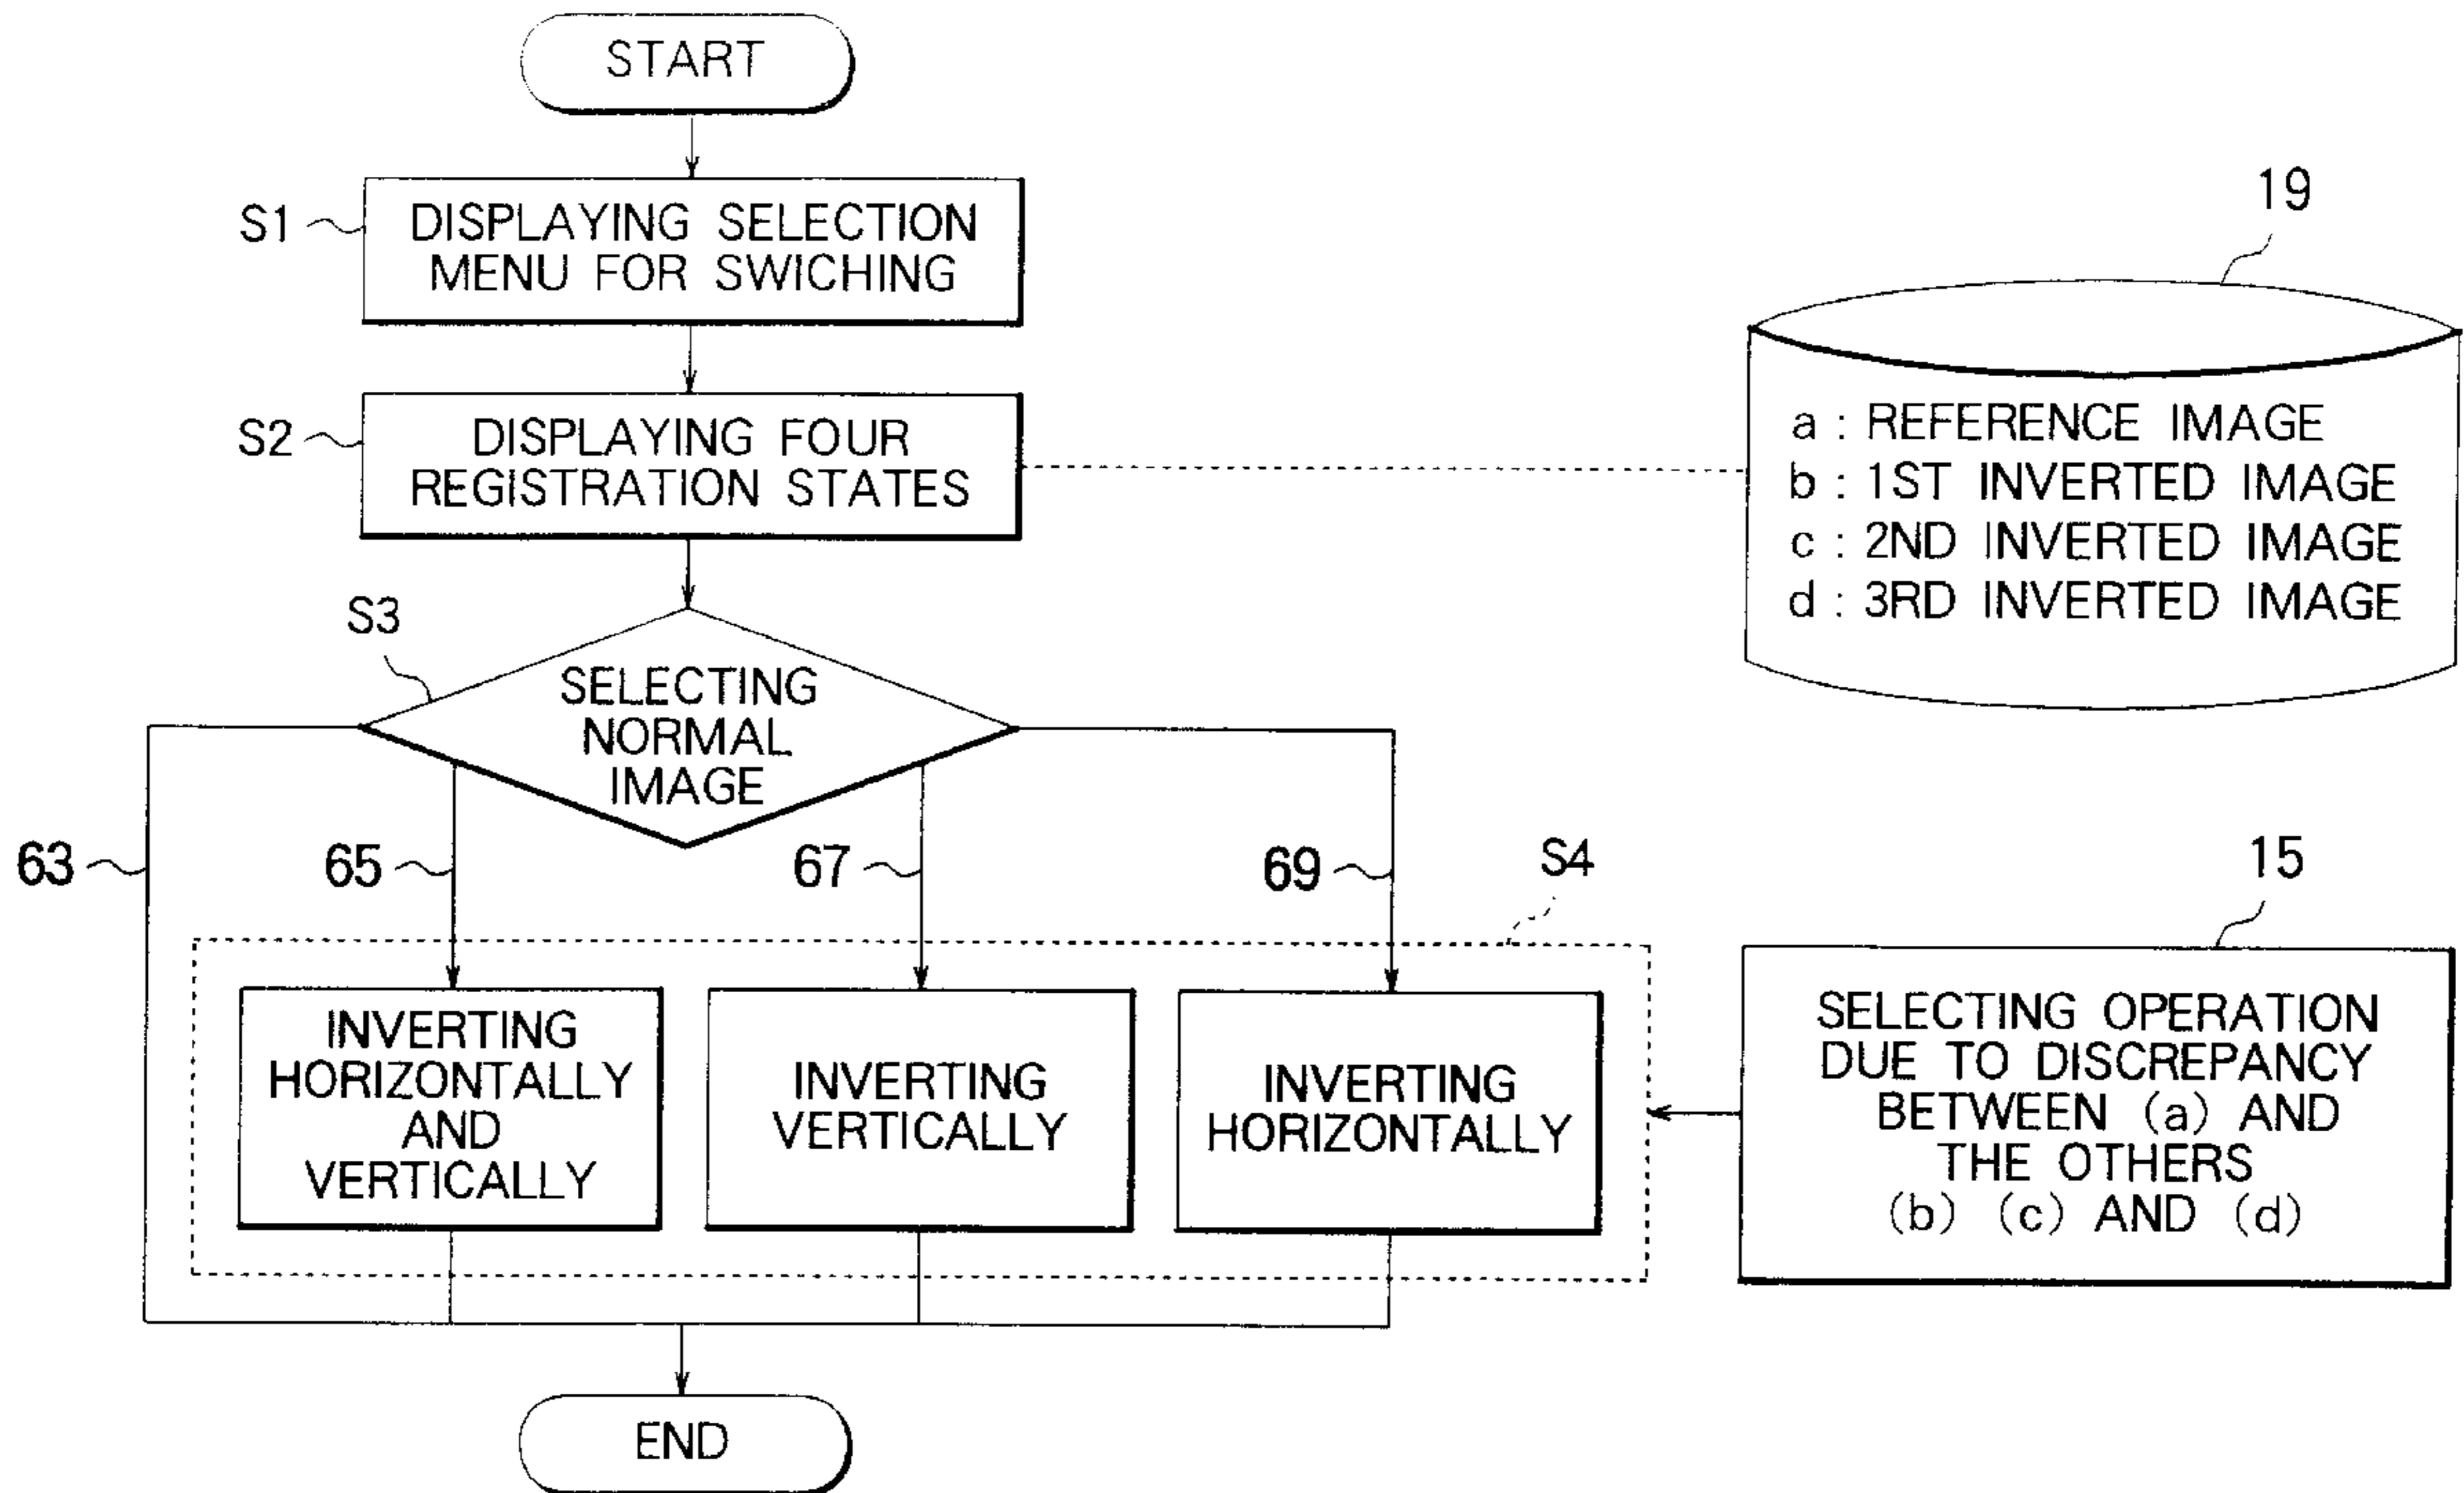 START
S1
DISPLAYING SELECTION
MENU FOR SWICHING
19
S2
DISPLAYING FOUR
REGISTRATION STATES
a : REFERENCE IMAGE
b : 1ST INVERTED IMAGE
c : 2ND INVERTED IMAGE
d : 3RD INVERTED IMAGE
S3
SELECTING
NORMAL
IMAGE
63
65
67
69
S4
15
INVERTING
HORIZONTALLY
AND
VERTICALLY
INVERTING
VERTICALLY
INVERTING
HORIZONTALLY
SELECTING OPERATION
DUE TO DISCREPANCY
BETWEEN (a) AND
THE OTHERS
(b) (c) AND (d)
END